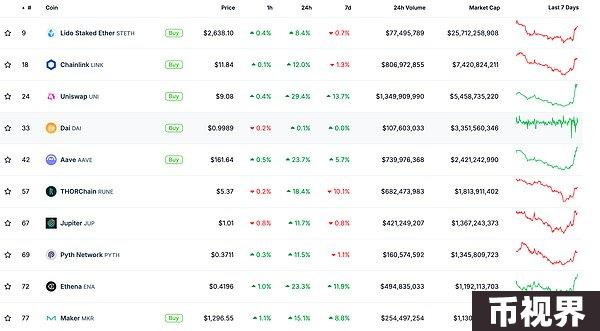 # Coin Price 1h 24h 7d 24h Volume Market Cap Last 7 Days
9 Lido Staked Ether STETH Buy $2,638.10 0.4% 8.4% 0.7% $77,495,789 $25,712,258,908
18 Chainlink LINK Buy $11.84 0.1% 12.0% 1.3% $806,972,855 $7,420,824,211
24 Uniswap UNI Buy $9.08 0.4% 29.4% 13.7% $1,349,909,990 $5,458,735,220
33 Dai DAI Buy $0.9989 0.2% 0.1% 0.0% $107,603,033 $3,351,560,346
42 Aave AAVE Buy $161.64 0.5% 23.7% 5.7% $739,976,368 $2,421,242,990
57 THORChain RUNE $5.37 0.2% 18.4% 10.1% $682,473,983 $1,813,911,402
67 Jupiter JUP $1.01 0.8% 11.7% 0.8% $421,249,207 $1,367,243,373
69 Pyth Network PYTH $0.3711 0.3% 11.5% 1.1% $160,574,592 $1,345,809,723
72 Ethena ENA $0.4196 1.0% 23.3% 11.9% $494,835,033 $1,192,113,703
77 Maker MKR Buy $1,296.55 1.1% 15.1% 8.8% $254,497,254
币视界